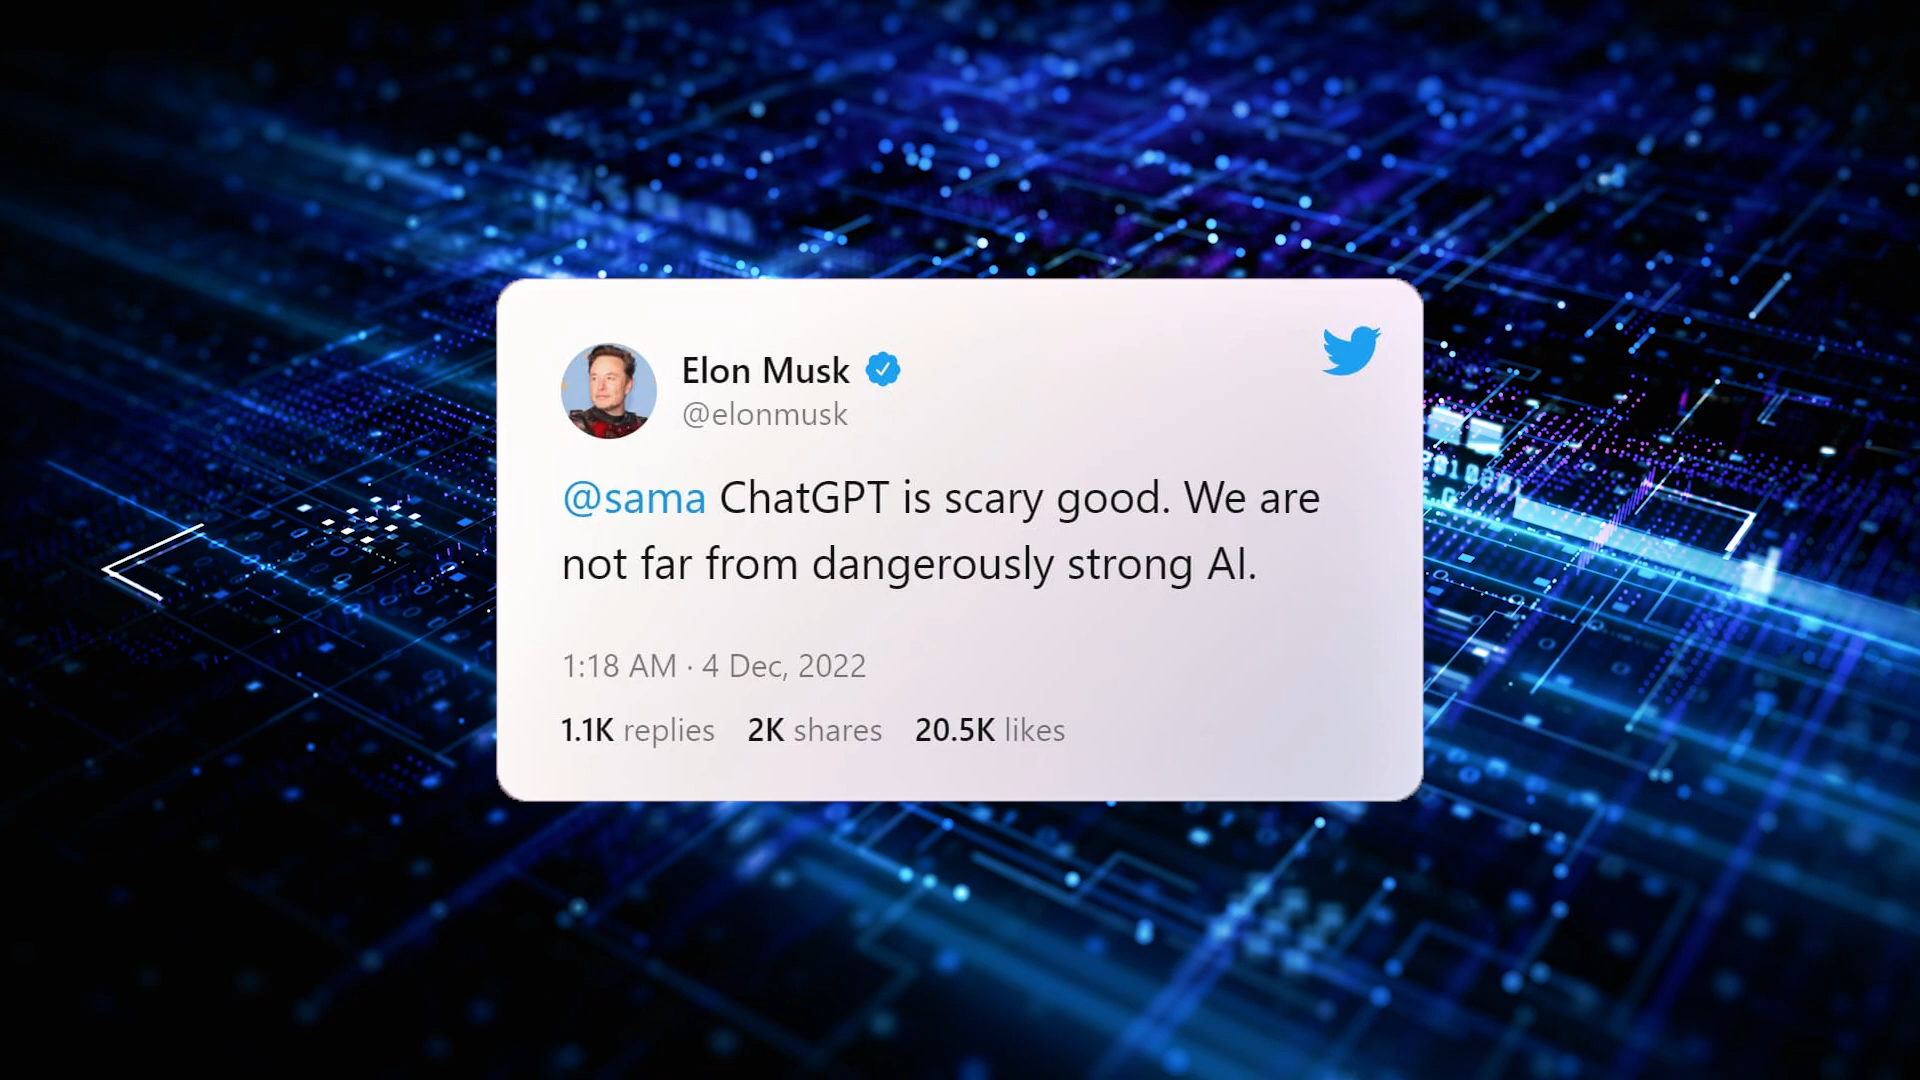 Elon Musk
@elonmusk
@sama ChatGPT is scary good. We are
not far from dangerously strong AI.
1:18 AM · 4 Dec, 2022
1.1K replies 2K shares 20.5K likes